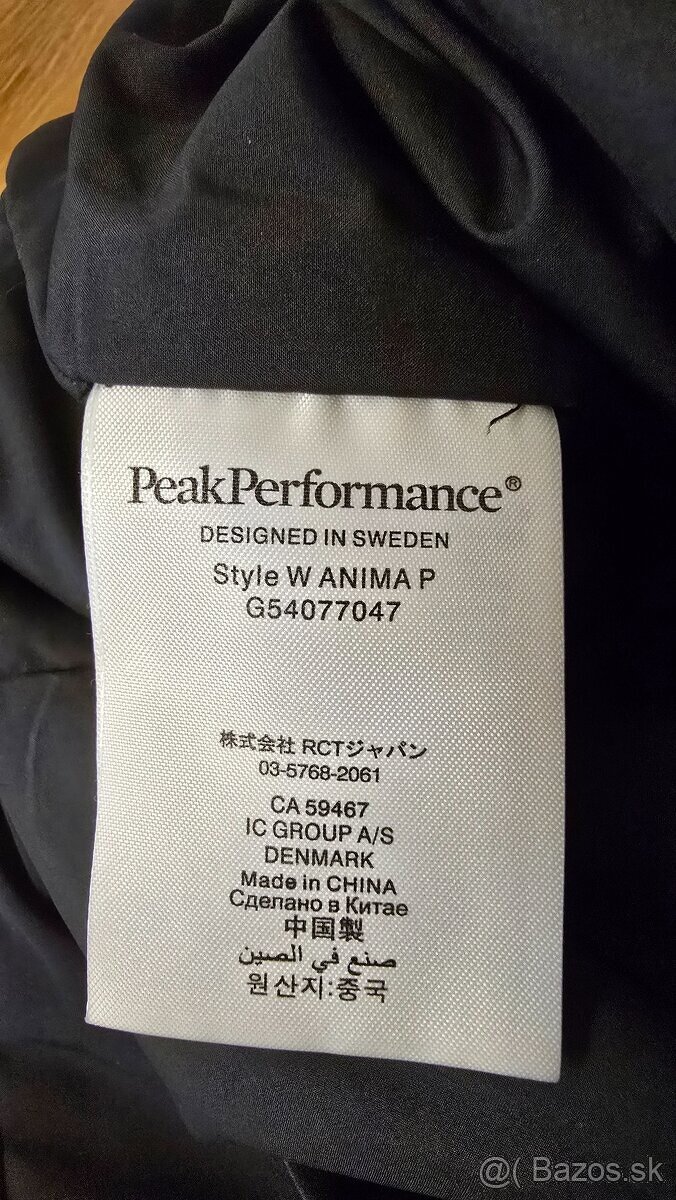 PeakPerformance®
DESIGNED IN SWEDEN
Style W ANIMA P
G54077047
株式会社 RCTジャパン
03-5768-2061
CA 59467
IC GROUP A/S
DENMARK
Made in CHINA
Сделано в Китае
中国製
صنع في الصين
원산지:중국
@( Bazos.sk